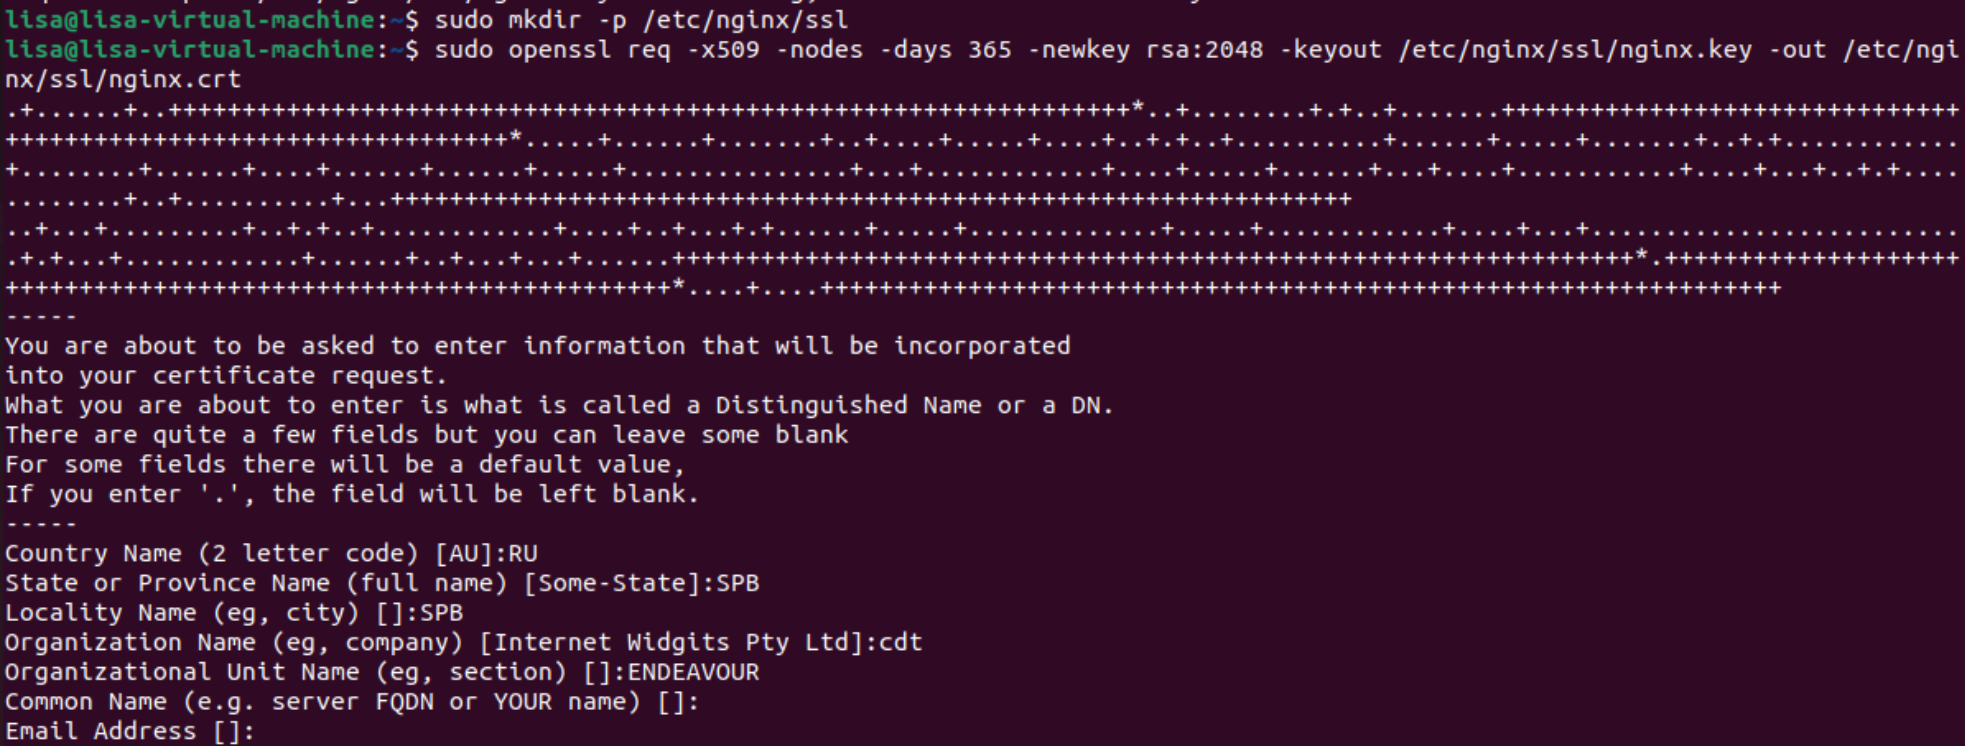 lisa@lisa-virtual-machine:~$ sudo mkdir -p /etc/nginx/ssl
lisa@lisa-virtual-machine:~$ sudo openssl req -x509 -nodes -days 365 -newkey rsa:2048 -keyout /etc/nginx/ssl/nginx.key -out /etc/ngi
nx/ssl/nginx.crt
-----
You are about to be asked to enter information that will be incorporated
into your certificate request.
What you are about to enter is what is called a Distinguished Name or a DN.
There are quite a few fields but you can leave some blank
For some fields there will be a default value,
If you enter '.', the field will be left blank.
-----
Country Name (2 letter code) [AU]:RU
State or Province Name (full name) [Some-State]:SPB
Locality Name (eg, city) []:SPB
Organization Name (eg, company) [Internet Widgits Pty Ltd]:cdt
Organizational Unit Name (eg, section) []:ENDEAVOUR
Common Name (e.g. server FQDN or YOUR name) []:
Email Address []: